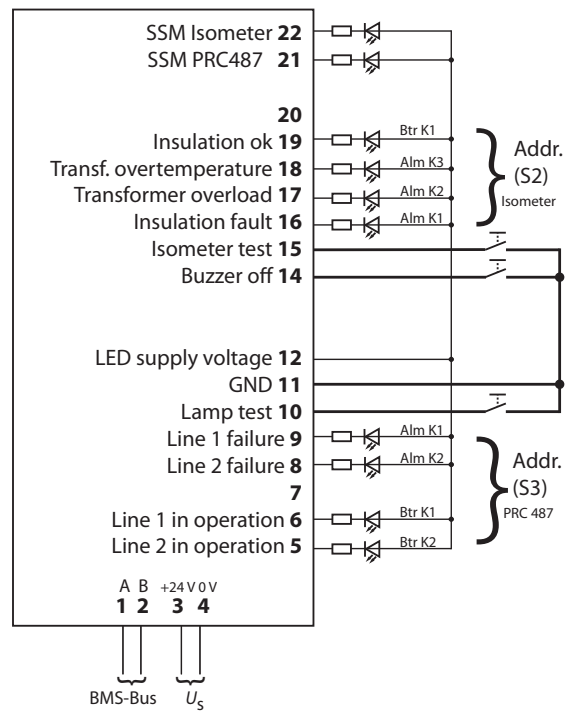 SSM Isometer 22
SSM PRC487 21
20
Insulation ok 19 Btr K1
Transf. overtemperature 18 Alm K3
Transformer overload 17 Alm K2
Insulation fault 16 Alm K1
Addr.
(S2)
Isometer
Isometer test 15
Buzzer off 14
LED supply voltage 12
GND 11
Lamp test 10
Line 1 failure 9 Alm K1
Line 2 failure 8 Alm K2
7
Line 1 in operation 6 Btr K1
Line 2 in operation 5 Btr K2
Addr.
(S3)
PRC 487
A B +24 V 0 V
1 2 3 4
BMS-Bus Us